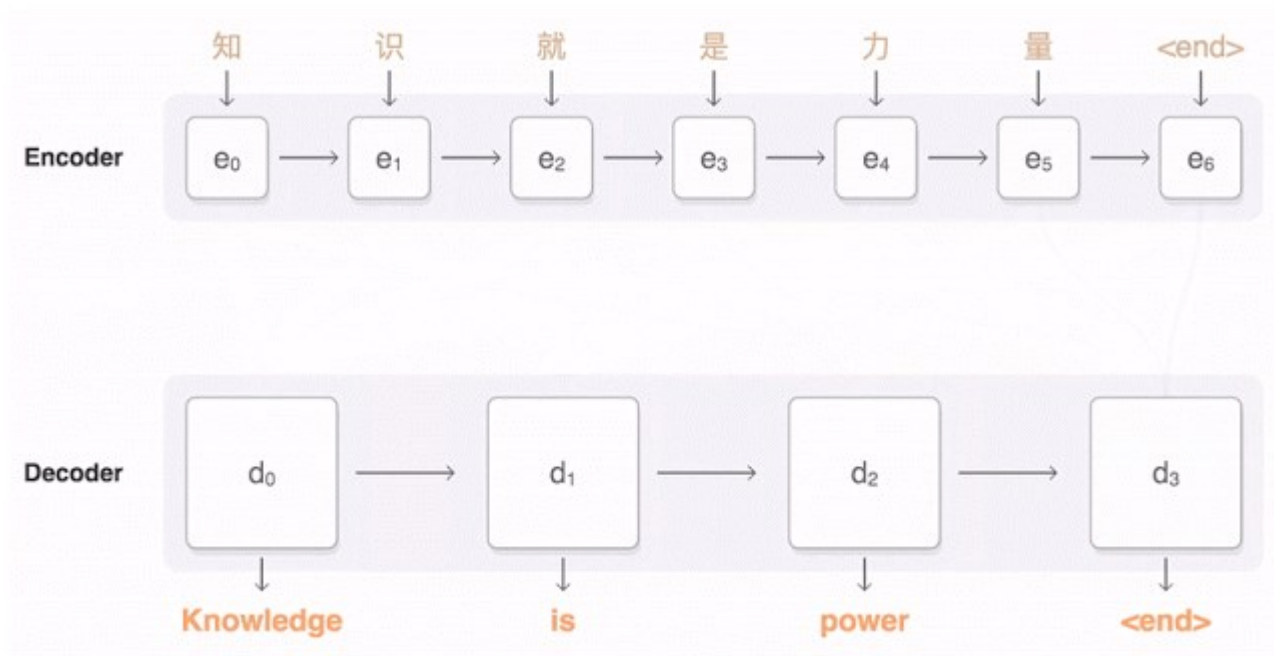 知 识 就 是 力 量 <end>
Encoder e₀ e₁ e₂ e₃ e₄ e₅ e₆
Decoder d₀ d₁ d₂ d₃
Knowledge is power <end>